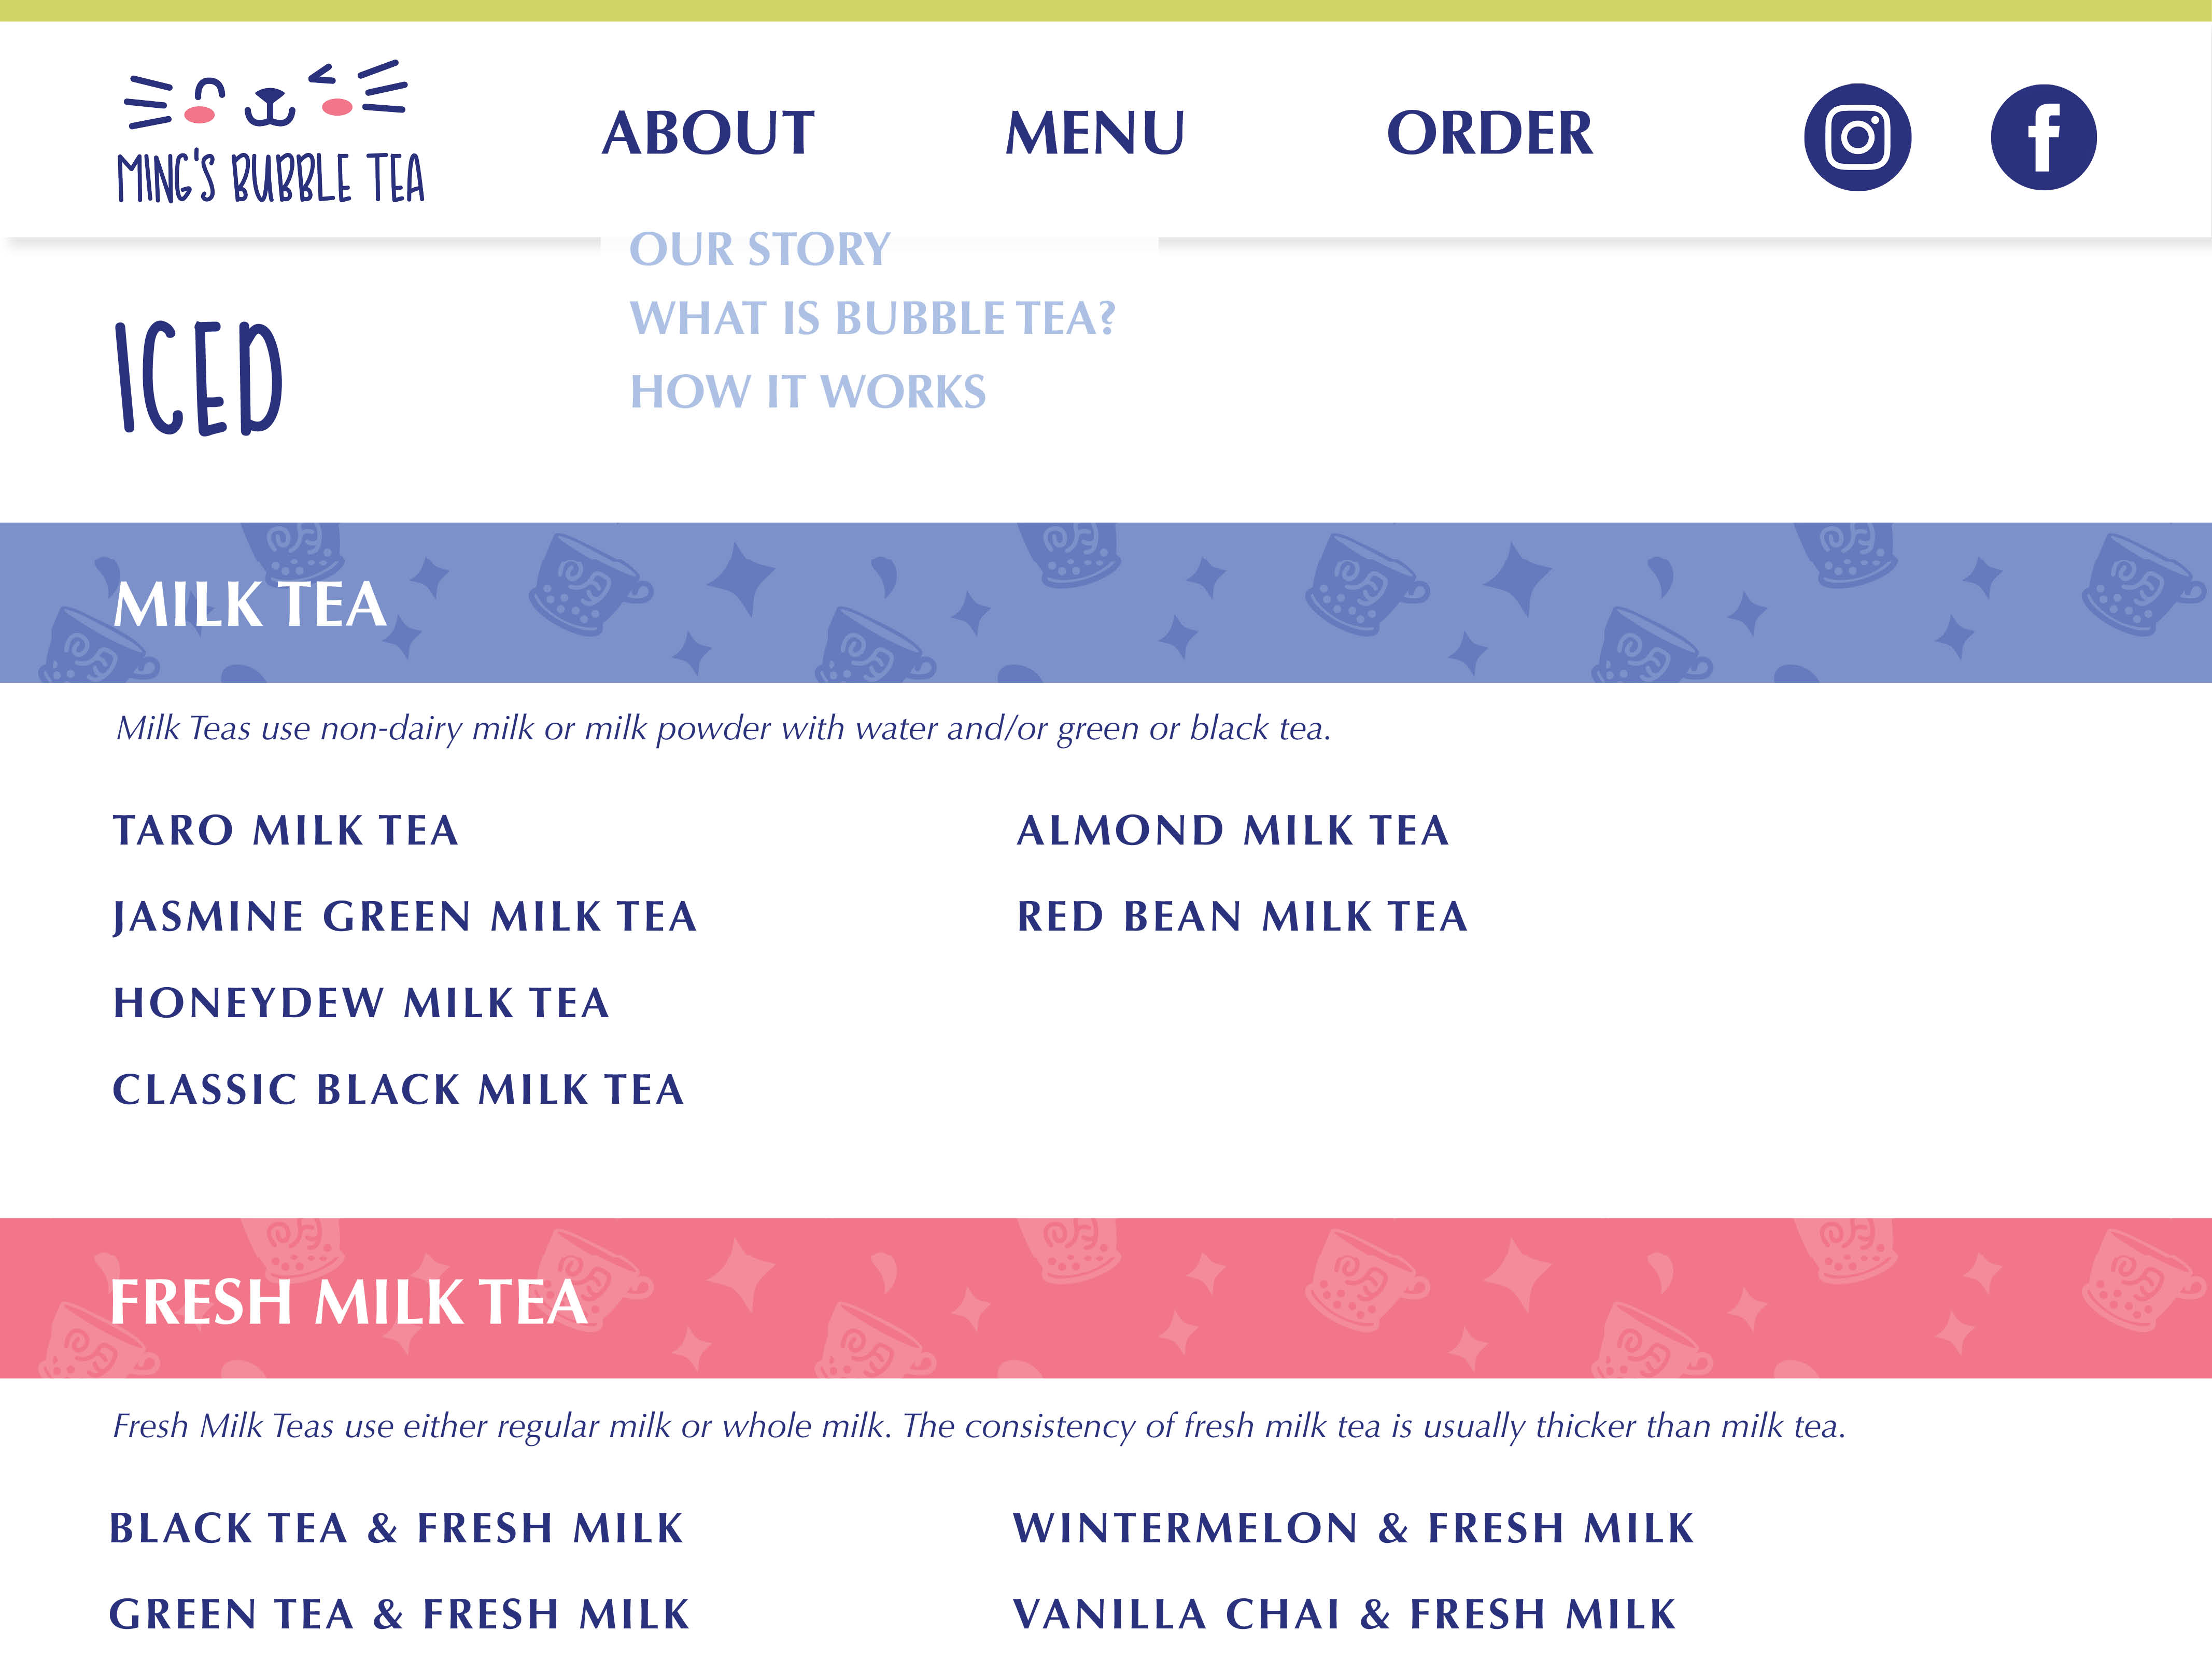 MING'S BUBBLE TEA
ABOUT
MENU
ORDER
OUR STORY
WHAT IS BUBBLE TEA?
HOW IT WORKS
ICED
MILK TEA
Milk Teas use non-dairy milk or milk powder with water and/or green or black tea.
TARO MILK TEA
JASMINE GREEN MILK TEA
HONEYDEW MILK TEA
CLASSIC BLACK MILK TEA
ALMOND MILK TEA
RED BEAN MILK TEA
FRESH MILK TEA
Fresh Milk Teas use either regular milk or whole milk. The consistency of fresh milk tea is usually thicker than milk tea.
BLACK TEA & FRESH MILK
GREEN TEA & FRESH MILK
WINTERMELON & FRESH MILK
VANILLA CHAI & FRESH MILK